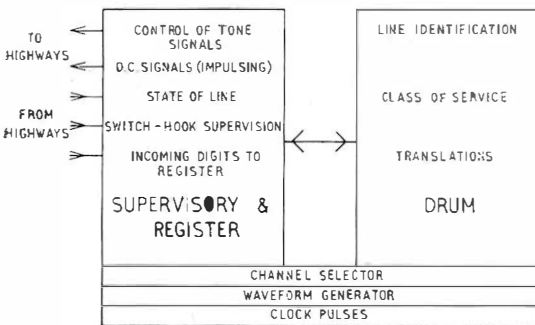 TO
HIGHWAYS
FROM
HIGHWAYS
CONTROL OF TONE
SIGNALS
D.C. SIGNALS (IMPULSING)
STATE OF LINE
SWITCH-HOOK SUPERVISION
INCOMING DIGITS TO
REGISTER
SUPERVISORY &
REGISTER
LINE IDENTIFICATION
CLASS OF SERVICE
TRANSLATIONS
DRUM
CHANNEL SELECTOR
WAVEFORM GENERATOR
CLOCK PULSES